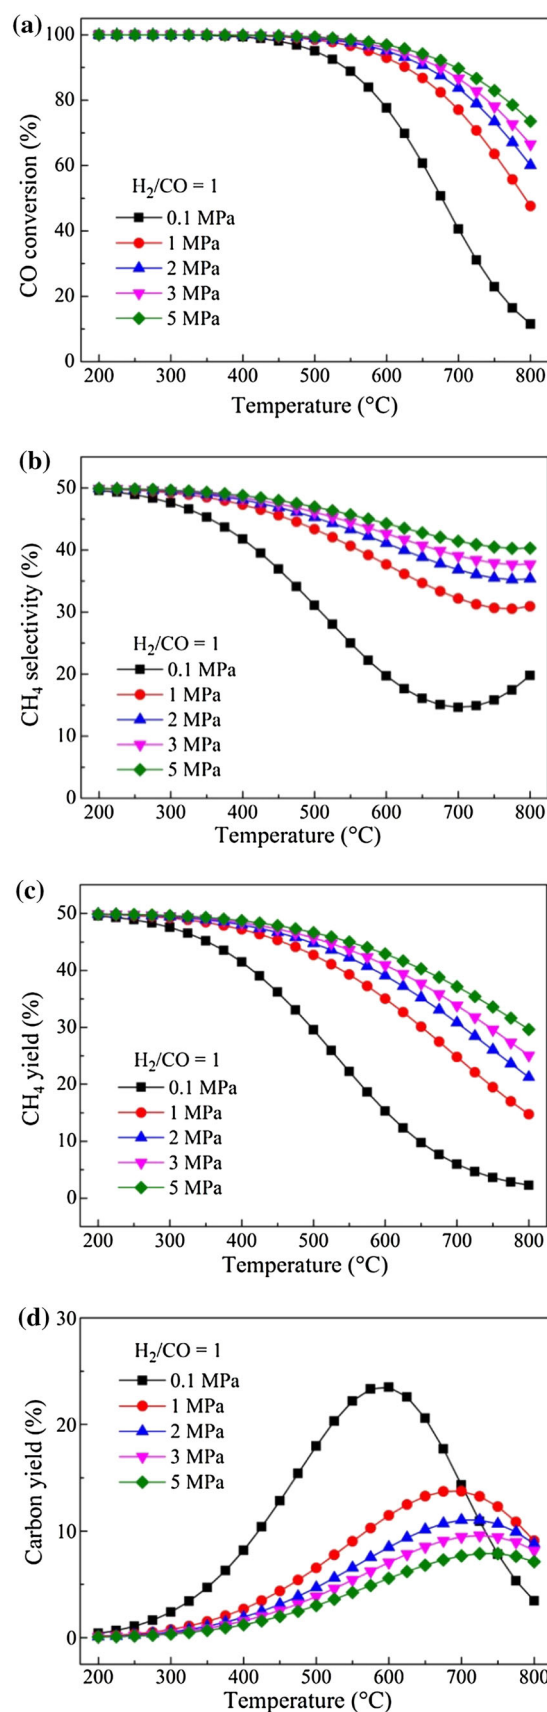 (a)
100
80
60
40
20
0
CO conversion (%)
H₂/CO = 1
0.1 MPa
1 MPa
2 MPa
3 MPa
5 MPa
200 300 400 500 600 700 800
Temperature (°C)
(b)
50
40
30
20
10
0
CH₄ selectivity (%)
H₂/CO = 1
0.1 MPa
1 MPa
2 MPa
3 MPa
5 MPa
200 300 400 500 600 700 800
Temperature (°C)
(c)
50
40
30
20
10
0
CH₄ yield (%)
H₂/CO = 1
0.1 MPa
1 MPa
2 MPa
3 MPa
5 MPa
200 300 400 500 600 700 800
Temperature (°C)
(d)
30
20
10
0
Carbon yield (%)
H₂/CO = 1
0.1 MPa
1 MPa
2 MPa
3 MPa
5 MPa
200 300 400 500 600 700 800
Temperature (°C)